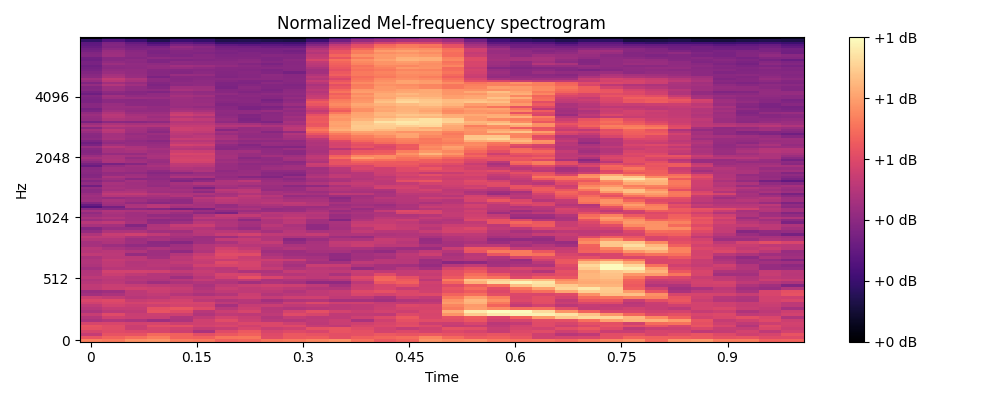 Normalized Mel-frequency spectrogram
Hz
4096
2048
1024
512
0
0 0.15 0.3 0.45 0.6 0.75 0.9
Time
+1 dB
+1 dB
+1 dB
+0 dB
+0 dB
+0 dB